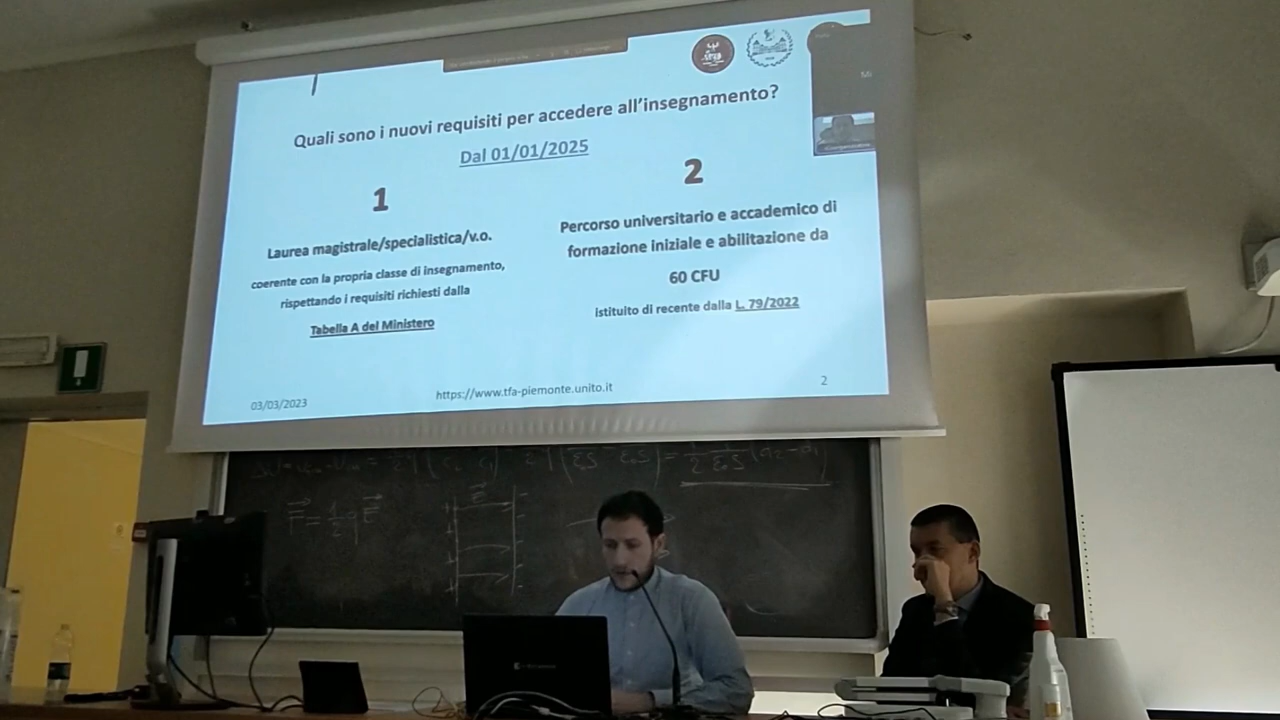 Quali sono i nuovi requisiti per accedere all'insegnamento?
Dal 01/01/2025
1
Laurea magistrale/specialistica/v.o.
coerente con la propria classe di insegnamento,
rispettando i requisiti richiesti dalla
Tabella A del Ministero
2
Percorso universitario e accademico di
formazione iniziale e abilitazione da
60 CFU
Istituito di recente dalla L. 79/2022
03/03/2023
https://www.tfa-piemonte.unito.it
2